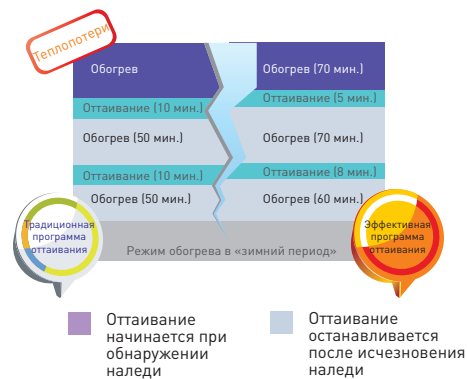 Теплопотери
Обогрев
Обогрев (70 мин.)
Оттаивание (10 мин.)
Оттаивание (5 мин.)
Обогрев (50 мин.)
Обогрев (70 мин.)
Оттаивание (10 мин.)
Оттаивание (8 мин.)
Обогрев (50 мин.)
Обогрев (60 мин.)
Традиционная
программа
оттаивания
Эффективная
программа
оттаивания
Режим обогрева в «зимний период»
Оттаивание
начинается при
обнаружении
наледи
Оттаивание
останавливается
после исчезновения
наледи